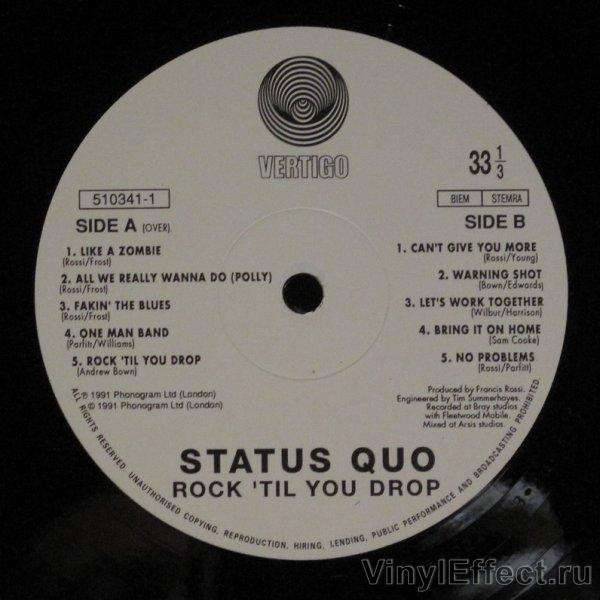 VERTIGO
33 1/3
510341-1
BIEM STEMRA
SIDE A (OVER)
SIDE B
1. LIKE A ZOMBIE
(Rossi/Frost)
2. ALL WE REALLY WANNA DO (POLLY)
(Rossi/Frost)
3. FAKIN' THE BLUES
(Rossi/Frost)
4. ONE MAN BAND
(Parfitt/Williams)
5. ROCK 'TIL YOU DROP
(Andrew Bown)
1. CAN'T GIVE YOU MORE
(Rossi/Young)
2. WARNING SHOT
(Bown/Edwards)
3. LET'S WORK TOGETHER
(Wilbur/Harrison)
4. BRING IT ON HOME
(Sam Cooke)
5. NO PROBLEMS
(Rossi/Parfitt)
℗ 1991 Phonogram Ltd (London)
© 1991 Phonogram Ltd (London)
Produced by Francis Rossi.
Engineered by Tim Summerhayes.
Recorded at Bray studios
with Fleetwood Mobile.
Mixed at Arsis studios.
STATUS QUO
ROCK 'TIL YOU DROP
ALL RIGHTS RESERVED. UNAUTHORISED COPYING, REPRODUCTION, HIRING, LENDING, PUBLIC PERFORMANCE AND BROADCASTING PROHIBITED.
VinylEffect.ru